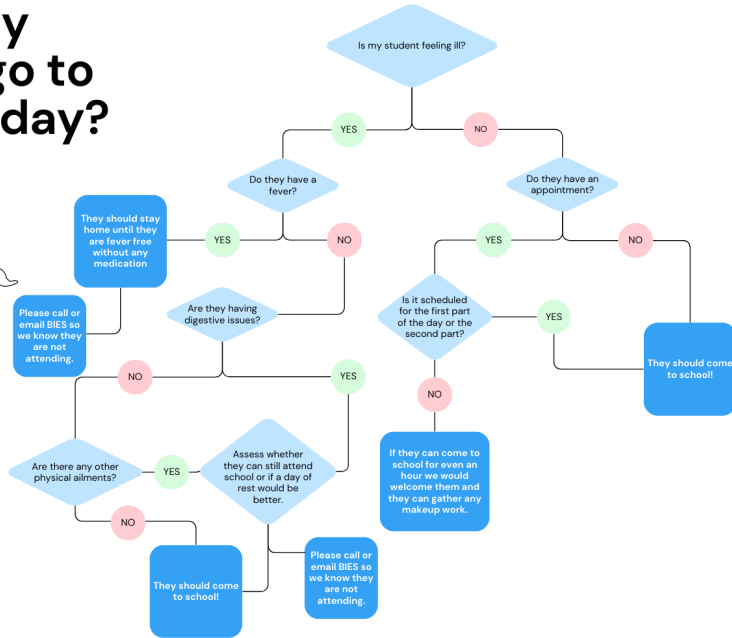 y
go to
day?
Is my student feeling ill?
YES
NO
Do they have a
fever?
Do they have an
appointment?
They should stay
home until they
are fever free
without any
medication
YES
NO
YES
NO
Please call or
email BIES so
we know they
are not
attending.
Are they having
digestive issues?
Is it scheduled
for the first part
of the day or the
second part?
YES
They should come
to school!
NO
YES
NO
Are there any other
physical ailments?
YES
Assess whether
they can still attend
school or if a day of
rest would be
better.
If they can come to
school for even an
hour we would
welcome them and
they can gather any
makeup work.
NO
They should come
to school!
Please call or
email BIES so
we know they
are not
attending.